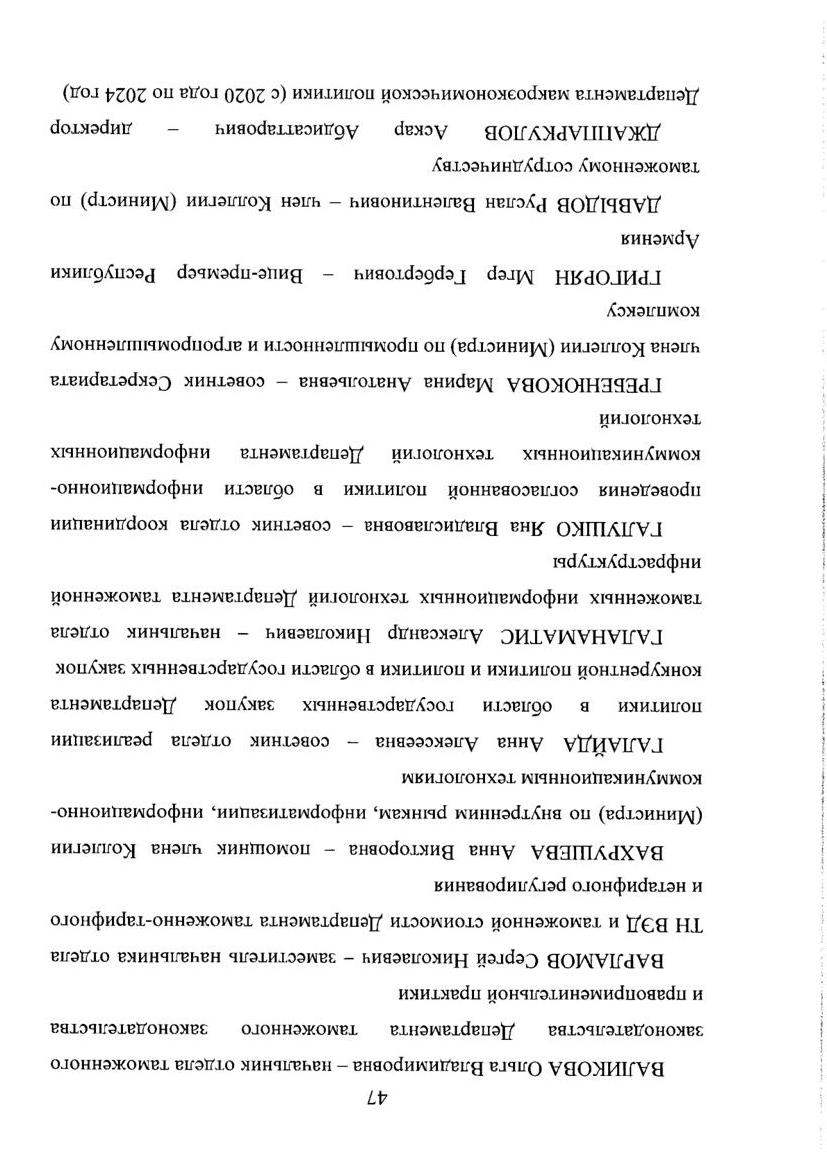 47
ВАЛИКОВА Ольга Владимировна – начальник отдела таможенного
законодательства Департамента таможенного законодательства
и правоприменительной практики
ВАРЛАМОВ Сергей Николаевич – заместитель начальника отдела
ТН ВЭД и таможенной стоимости Департамента таможенно-тарифного
и нетарифного регулирования
ВАХРУШЕВА Анна Викторовна – помощник члена Коллегии
(Министра) по внутренним рынкам, информатизации, информационно-
коммуникационным технологиям
ГАЛАЙДА Анна Алексеевна – советник отдела реализации
политики в области государственных закупок Департамента
конкурентной политики и политики в области государственных закупок
ГАЛАНАМАТИС Александр Николаевич – начальник отдела
таможенных информационных технологий Департамента таможенной
инфраструктуры
ГАЛУШКО Яна Владиславовна – советник отдела координации
проведения согласованной политики в области информационно-
коммуникационных технологий Департамента информационных
технологий
ГРЕБЕНЮКОВА Марина Анатольевна – советник Секретариата
члена Коллегии (Министра) по промышленности и агропромышленному
комплексу
ГРИГОРЯН Мгер Гербертович – Вице-премьер Республики
Армения
ДАВЫДОВ Руслан Валентинович – член Коллегии (Министр) по
таможенному сотрудничеству
ДЖАППАРКУЛОВ Аскар Абдисаттарович – директор
Департамента макроэкономической политики (с 2020 года по 2024 год)